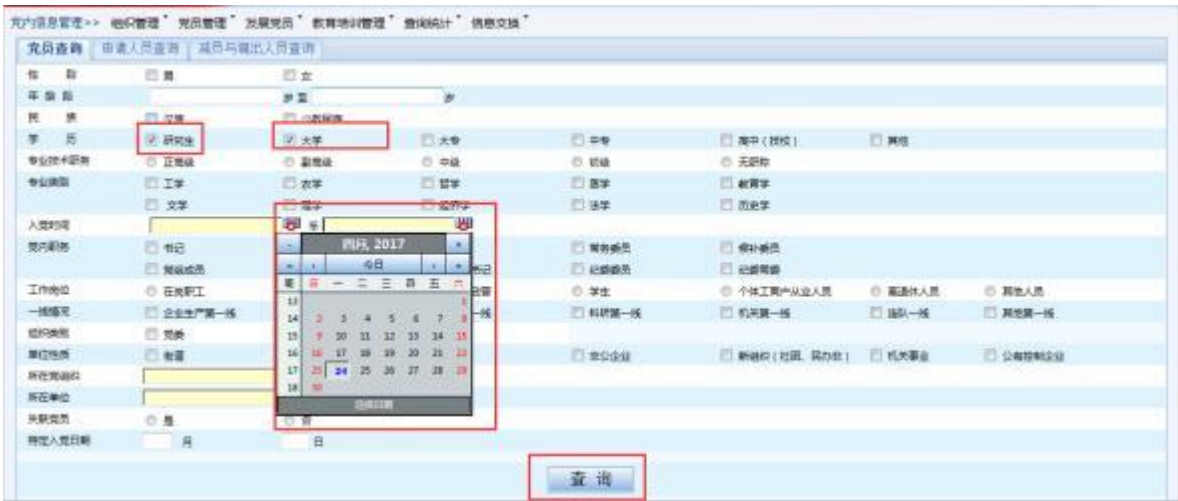 党内信息管理>> 组织管理 党员管理 发展党员 教育培训管理 查询统计 信息交换
党员查询 申请人员查询 减员与调出人员查询
性 别 男 女
年 龄 段 岁 至 岁
民 族 汉族 少数民族
学 历 研究生 大学 大专 中专 高中(技校) 其他
专业技术职务 正高级 副高级 中级 初级 无职称
专业类别 工学 农学 哲学 医学 教育学
文学 理学 经济学 法学 历史学
入党时间 至
四月, 2017
党内职务 书记 常务委员 候补委员
今日
党组成员 书记 纪委委员 纪委常委
周 日 一 二 三 四 五 六
工作岗位 在岗职工 学生 个体工商户从业人员 离退休人员 其他人员
13 1
一线情况 企业生产第一线 一线 科研第一线 机关第一线 连队一线 其他第一线
14 2 3 4 5 6 7 8
组织类别 党委
15 9 10 11 12 13 14 15
单位性质 非公企业 新组织(社团、民办非) 机关事业 公有控制企业
16 16 17 18 19 20 21 22
所在党组织
17 23 24 25 26 27 28 29
所在单位
18 30
选择日期
失联党员 是 否
特定入党日期 月 日
查 询